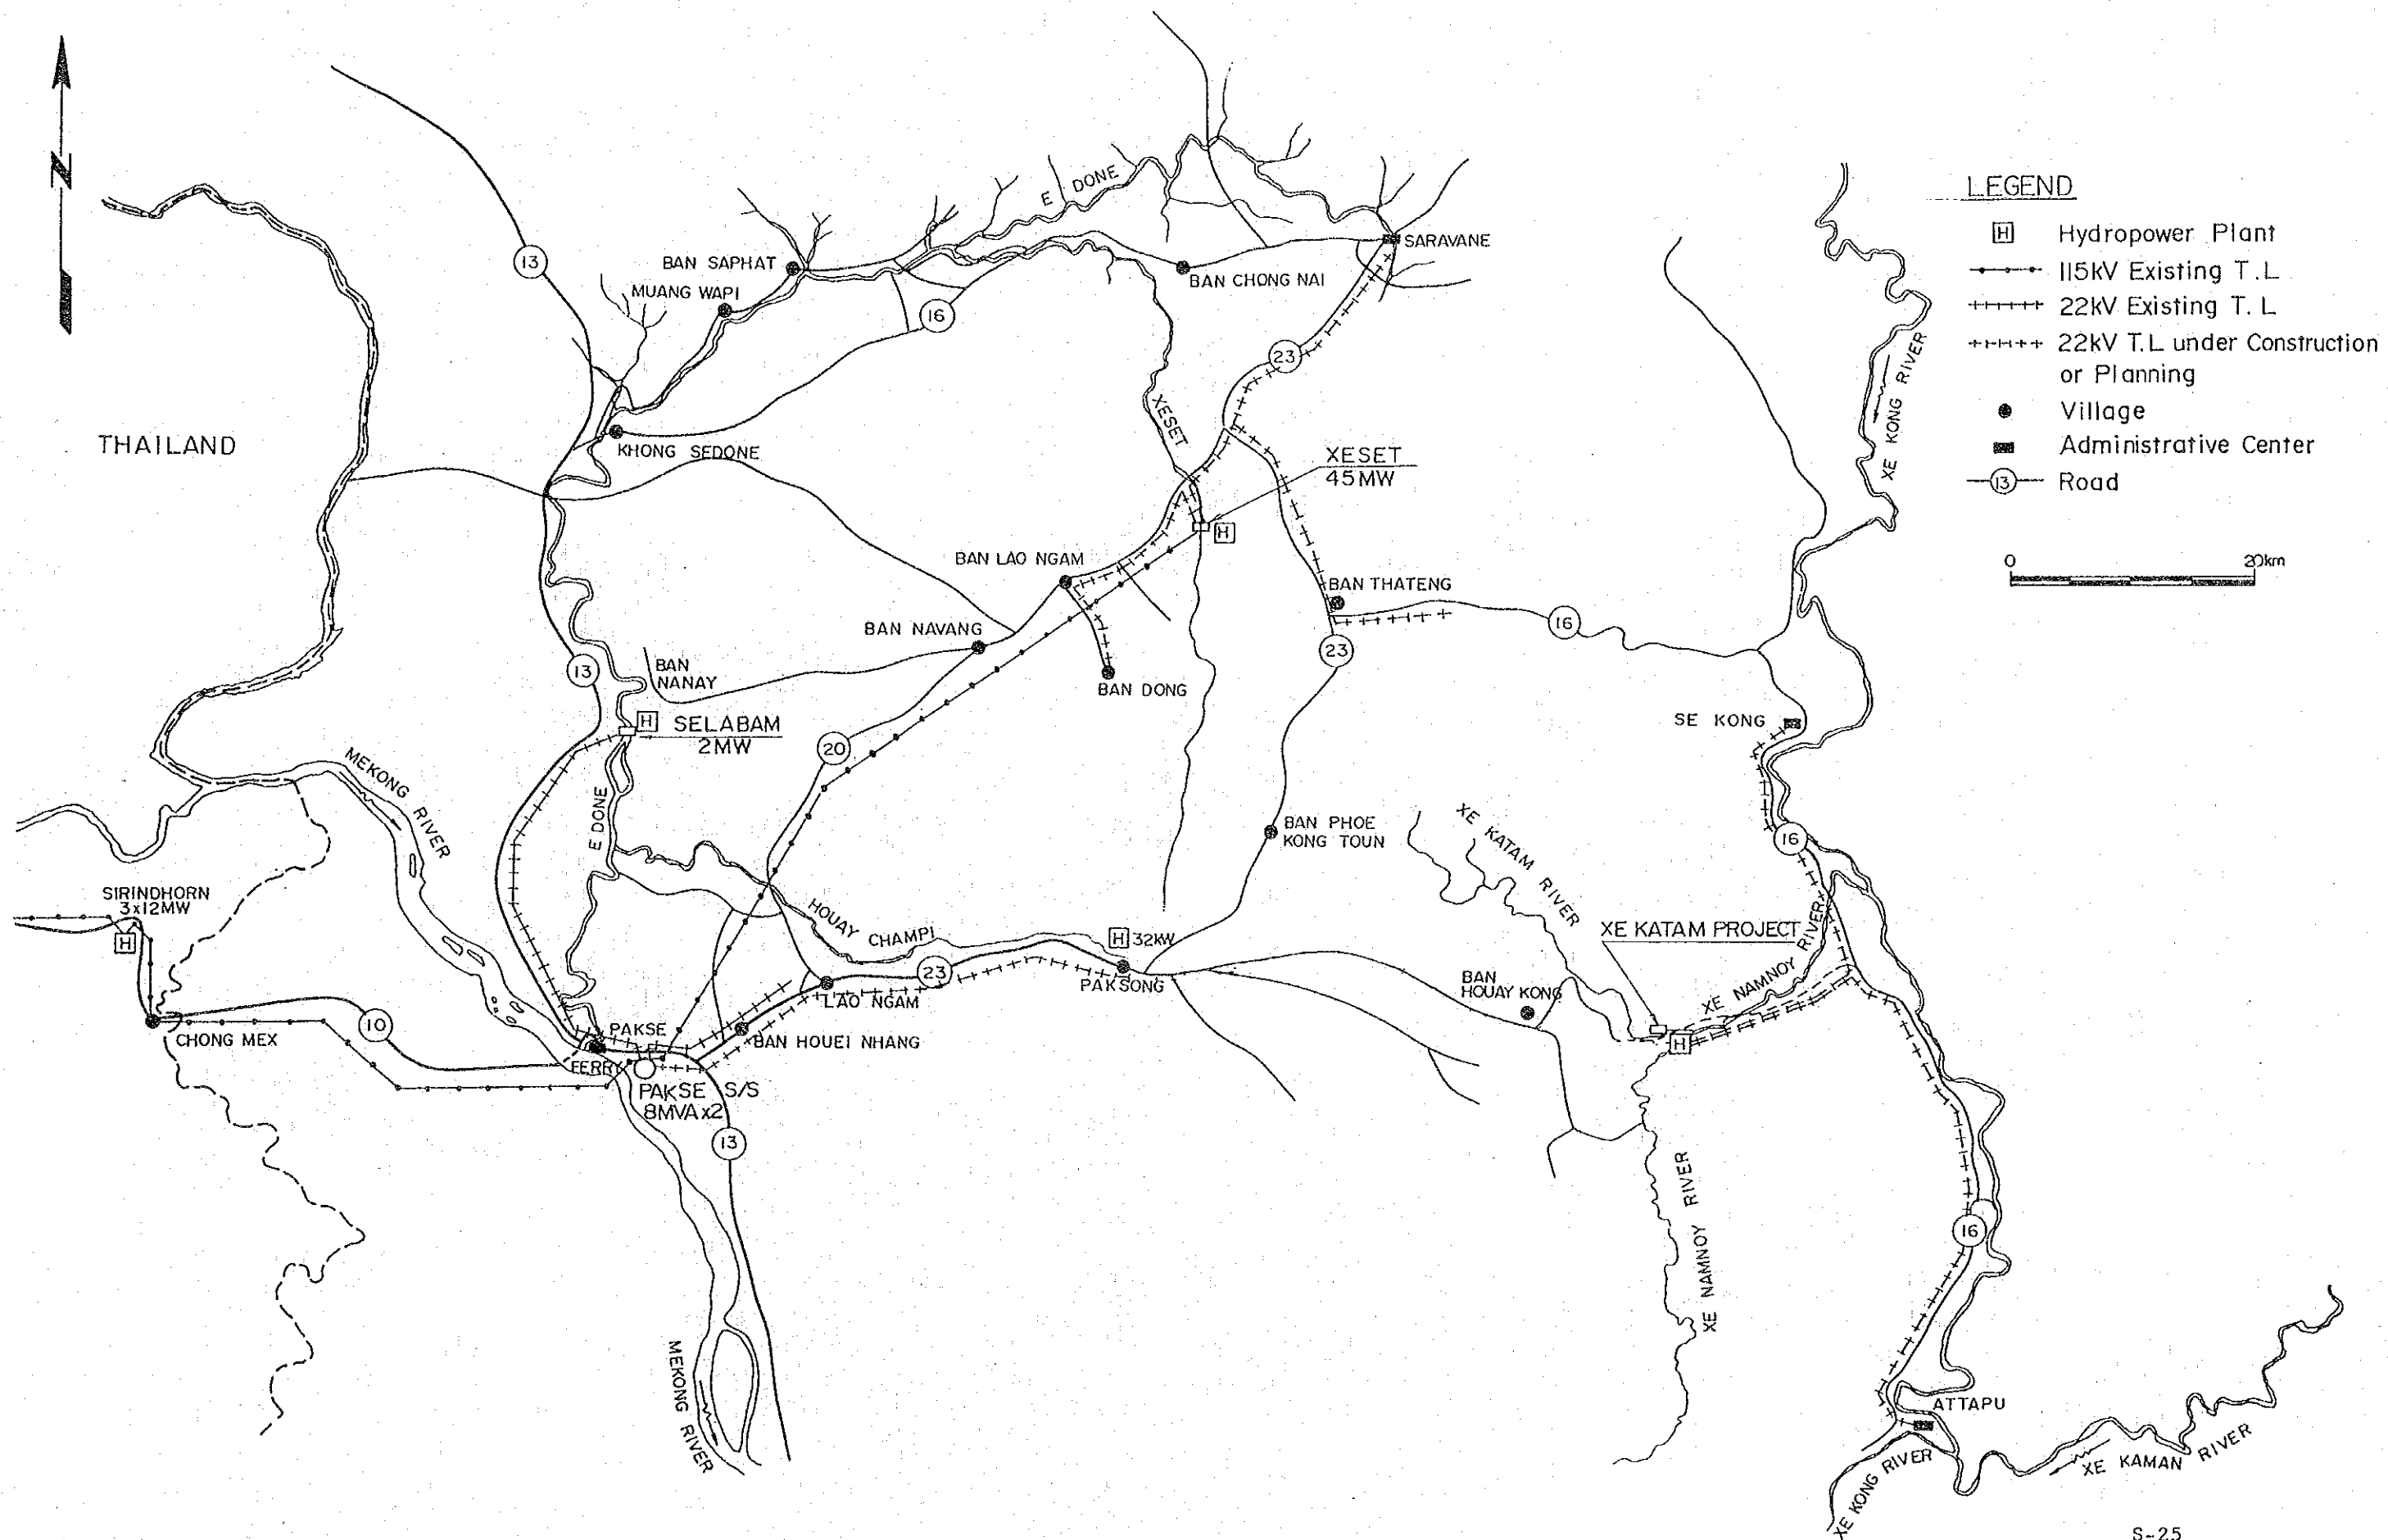 N
THAILAND
LEGEND
H Hydropower Plant
115kV Existing T.L
22kV Existing T. L
22kV T.L under Construction
or Planning
Village
Administrative Center
13 Road
0 20km
E DONE
SARAVANE
BAN SAPHAT
BAN CHONG NAI
MUANG WAPI
13
16
23
KHONG SEDONE
XESET
XESET
45MW
H
XE KONG RIVER
BAN LAO NGAM
BAN THATENG
BAN NAVANG
16
23
13
BAN
NANAY
BAN DONG
H SELABAM
2MW
20
SE KONG
MEKONG RIVER
E DONE
BAN PHOE
KONG TOUN
XE KATAM RIVER
16
SIRINDHORN
3x12MW
H
HOUAY CHAMPI
H 32kW
XE KATAM PROJECT
23
LAO NGAM
PAKSONG
BAN
HOUAY KONG
XE NAMNOY RIVER
H
CHONG MEX
10
PAKSE
BAN HOUEI NHANG
FERRY
PAKSE S/S
8MVAx2
13
XE NAMNOY RIVER
16
MEKONG RIVER
ATTAPU
XE KONG RIVER
XE KAMAN RIVER
S-25